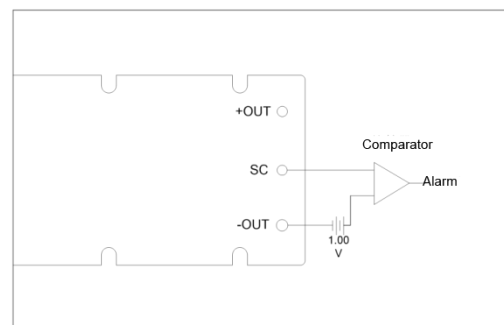 +OUT
Comparator
SC
Alarm
-OUT
1.00
V